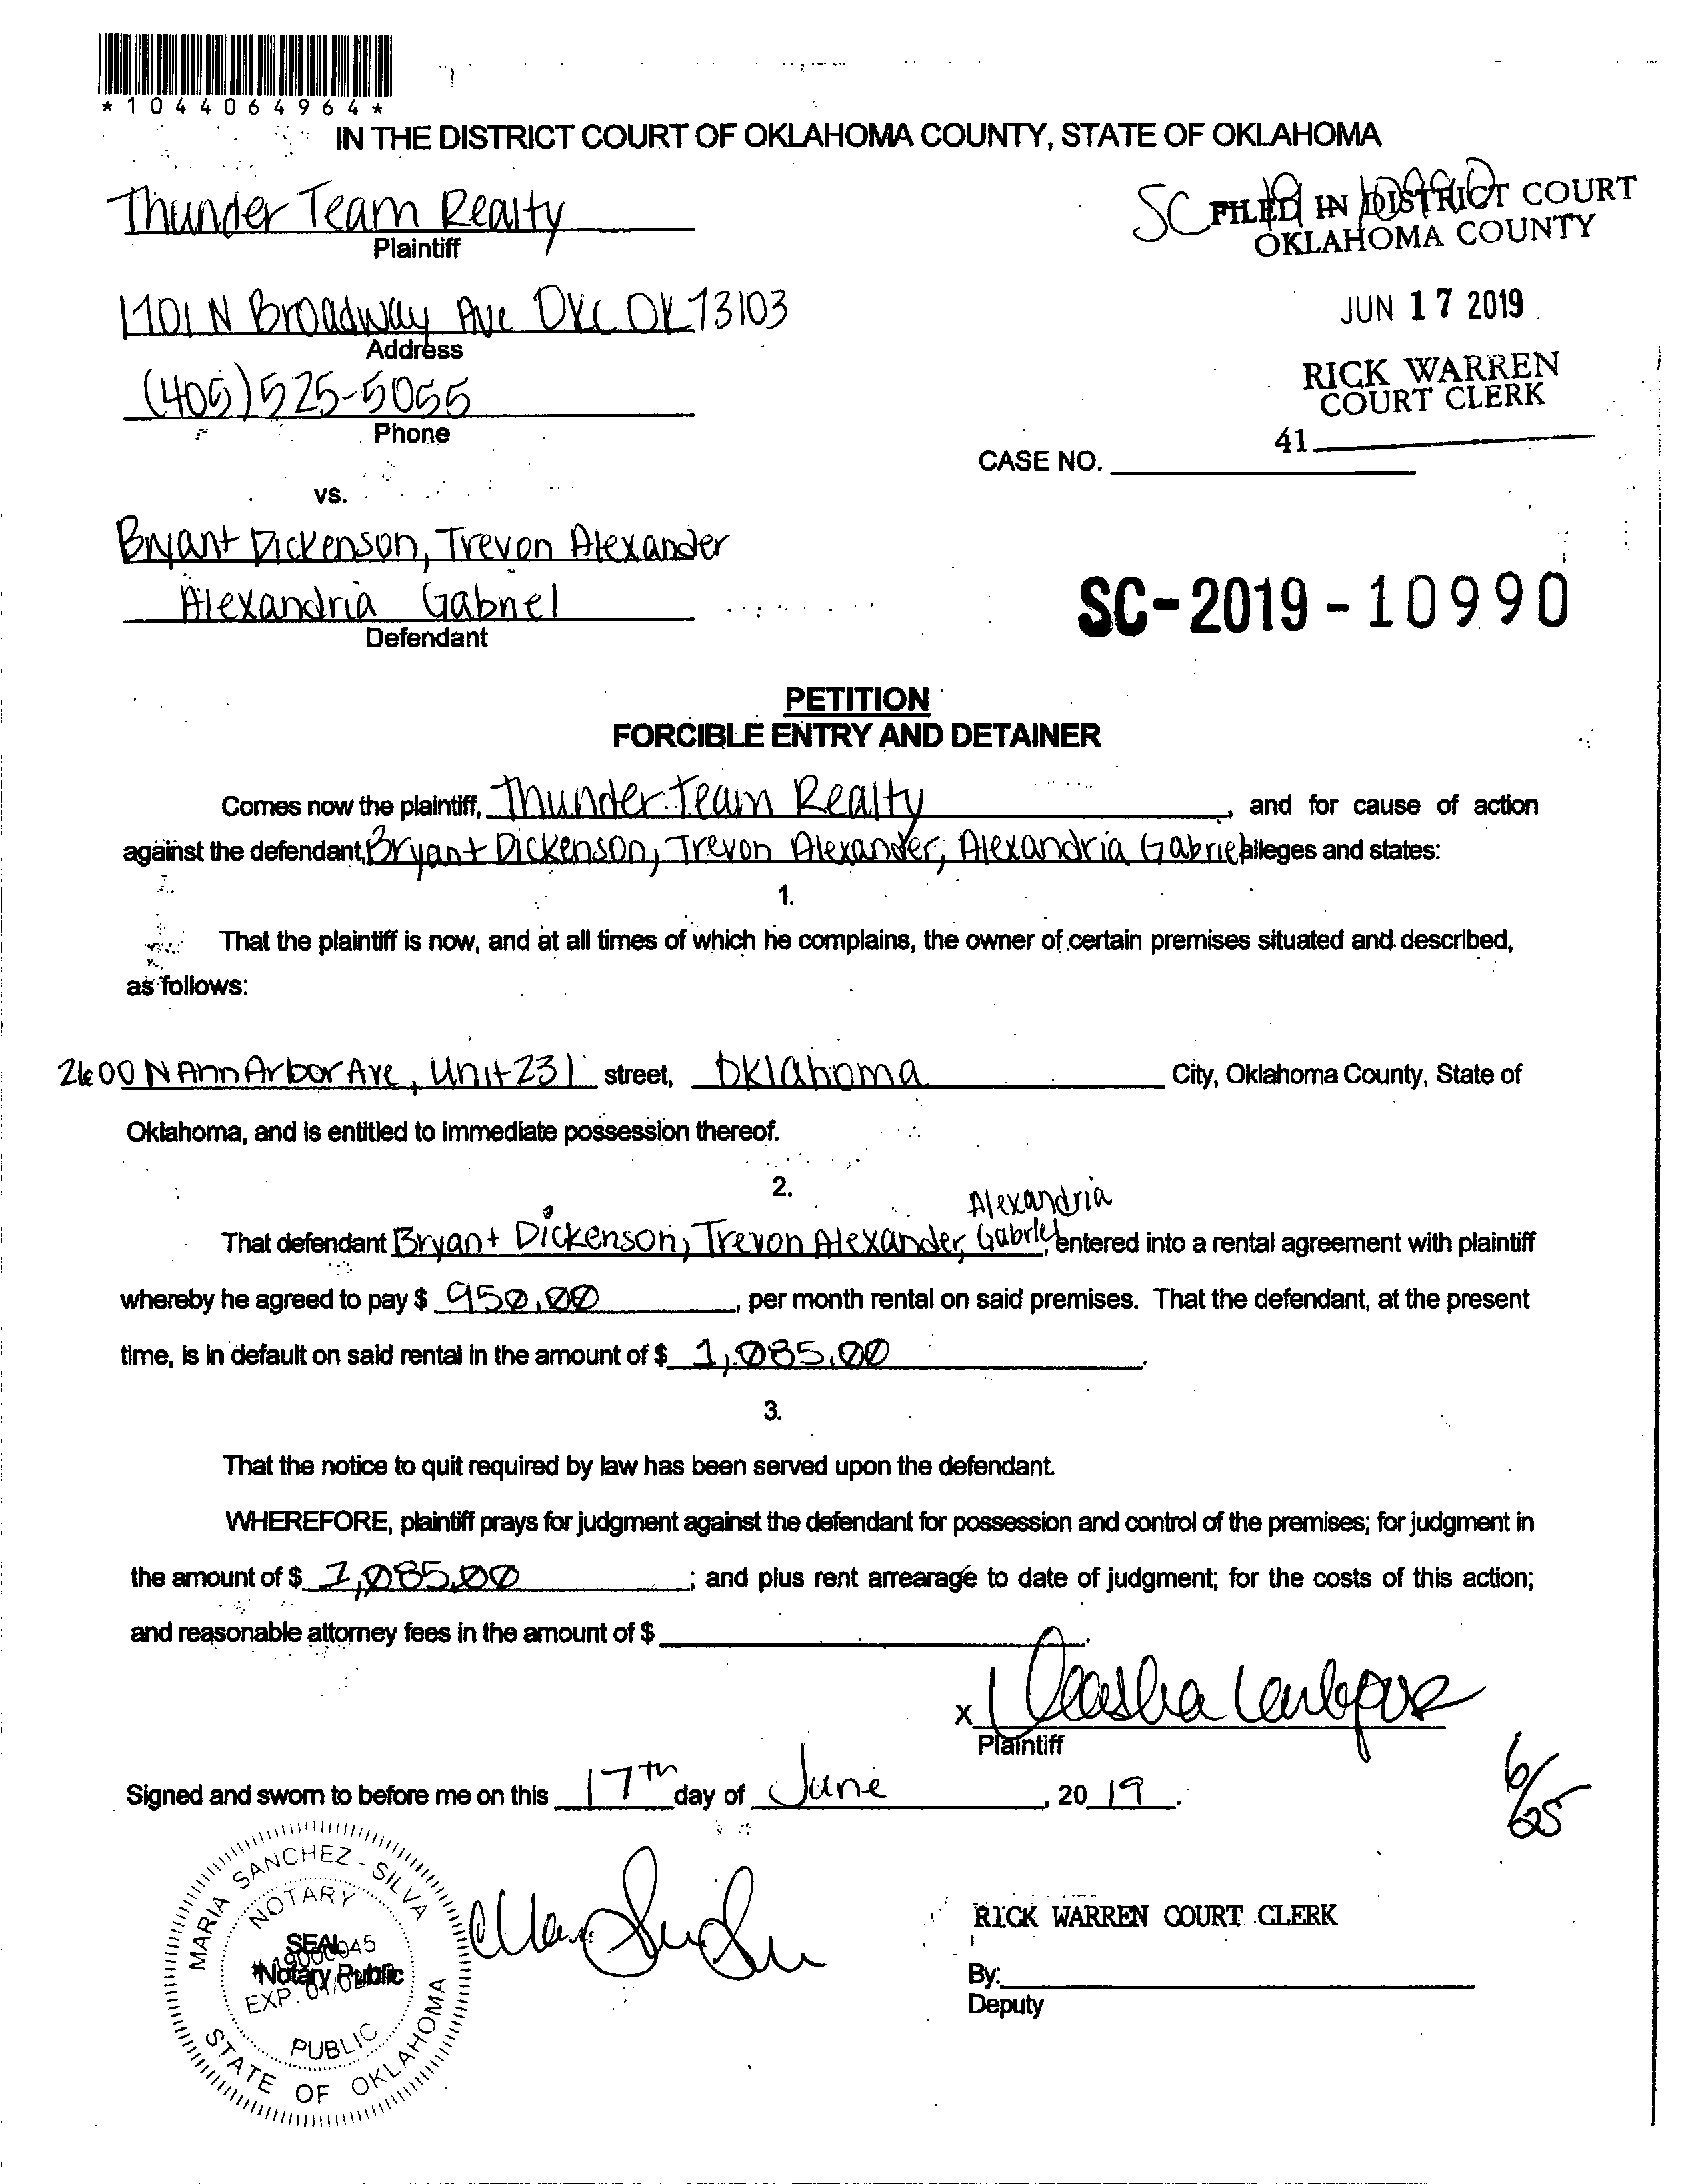 *1044064964*
IN THE DISTRICT COURT OF OKLAHOMA COUNTY, STATE OF OKLAHOMA
Thunder Team Realty
Plaintiff
SC 19 10990
FILED IN DISTRICT COURT
OKLAHOMA COUNTY
1701 N Broadway Ave OKC OK 73103
Address
JUN 17 2019
(405) 525-5055
Phone
RICK WARREN
COURT CLERK
41
CASE NO.
vs.
Bryant Dickenson, Trevon Alexander
Alexandria Gabriel
Defendant
SC-2019-10990
PETITION
FORCIBLE ENTRY AND DETAINER
Comes now the plaintiff, Thunder Team Realty, and for cause of action
against the defendant, Bryant Dickenson, Trevon Alexander, Alexandria Gabriel alleges and states:
1.
That the plaintiff is now, and at all times of which he complains, the owner of certain premises situated and described,
as follows:
2600 N Ann Arbor Ave, Unit 231 street, Oklahoma City, Oklahoma County, State of
Oklahoma, and is entitled to immediate possession thereof.
2.
Alexandria
That defendant Bryant Dickenson, Trevon Alexander, Gabriel, entered into a rental agreement with plaintiff
whereby he agreed to pay $ 950.00, per month rental on said premises. That the defendant, at the present
time, is in default on said rental in the amount of $ 1,085.00.
3.
That the notice to quit required by law has been served upon the defendant.
WHEREFORE, plaintiff prays for judgment against the defendant for possession and control of the premises; for judgment in
the amount of $ 1,085.00; and plus rent arrearage to date of judgment; for the costs of this action;
and reasonable attorney fees in the amount of $
x
Plaintiff
Signed and sworn to before me on this 17th day of June, 20 19.
6/25
MARIA SANCHEZ-SILVA
NOTARY
SEAL
Notary Public
EXP.
PUBLIC
STATE OF OKLAHOMA
RICK WARREN COURT CLERK
By:
Deputy